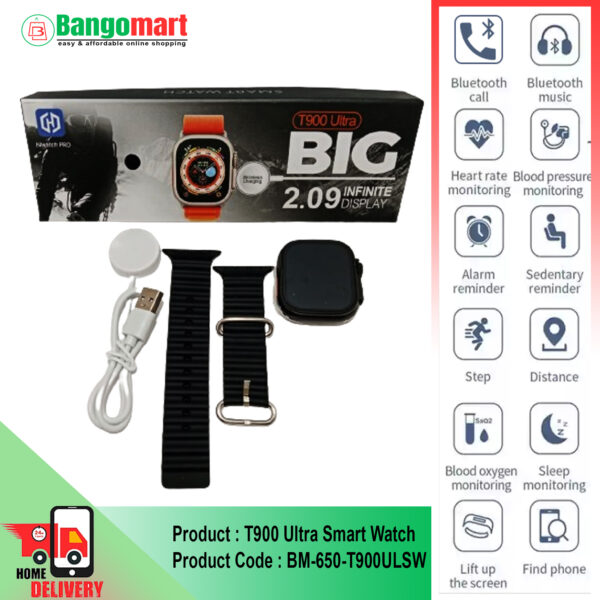 Bangomart
easy & affordable online shopping
SMART WATCH
Hiwatch PRO
T900 Ultra
BIG
2.09 INFINITE
DISPLAY
Wireless
Charging
Bluetooth
call
Bluetooth
music
Heart rate
monitoring
Blood pressure
monitoring
Alarm
reminder
Sedentary
reminder
Step
Distance
SxO2
Blood oxygen
monitoring
Sleep
monitoring
Lift up
the screen
Find phone
HOME
DELIVERY
Product : T900 Ultra Smart Watch
Product Code : BM-650-T900ULSW